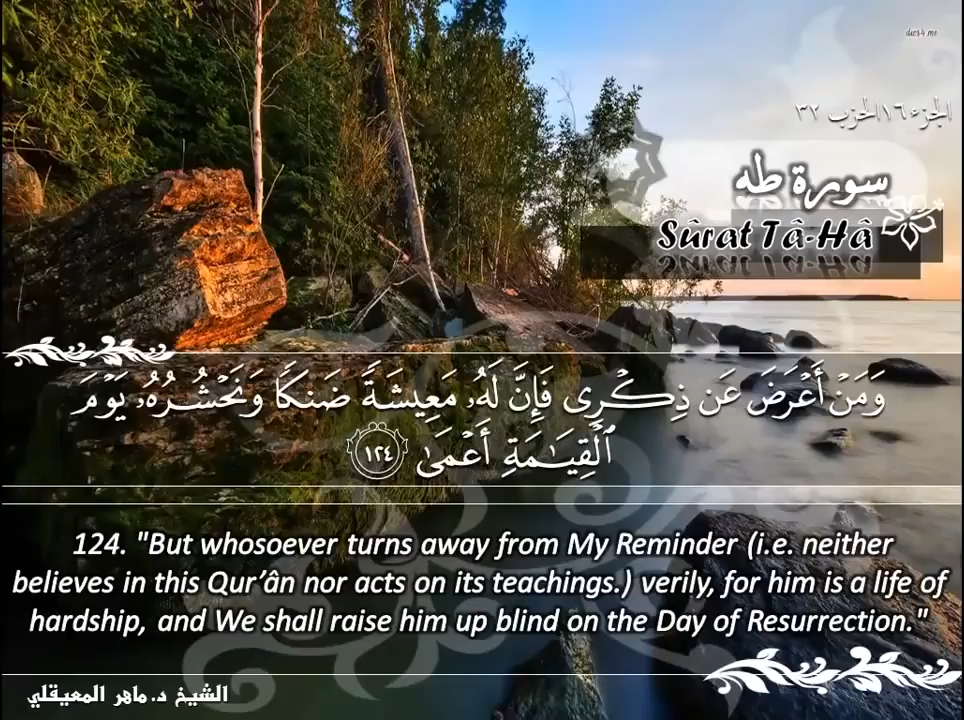 الجزء ١٦ الحزب ٣٢
سورة طه
Sûrat Tâ-Hâ
وَمَنْ أَعْرَضَ عَن ذِكْرِى فَإِنَّ لَهُۥ مَعِيشَةً ضَنكًا وَنَحْشُرُهُۥ يَوْمَ
ٱلْقِيَـٰمَةِ أَعْمَىٰ ١٢٤
124. "But whosoever turns away from My Reminder (i.e. neither
believes in this Qur’ân nor acts on its teachings.) verily, for him is a life of
hardship, and We shall raise him up blind on the Day of Resurrection."
الشيخ د. ماهر المعيقلي